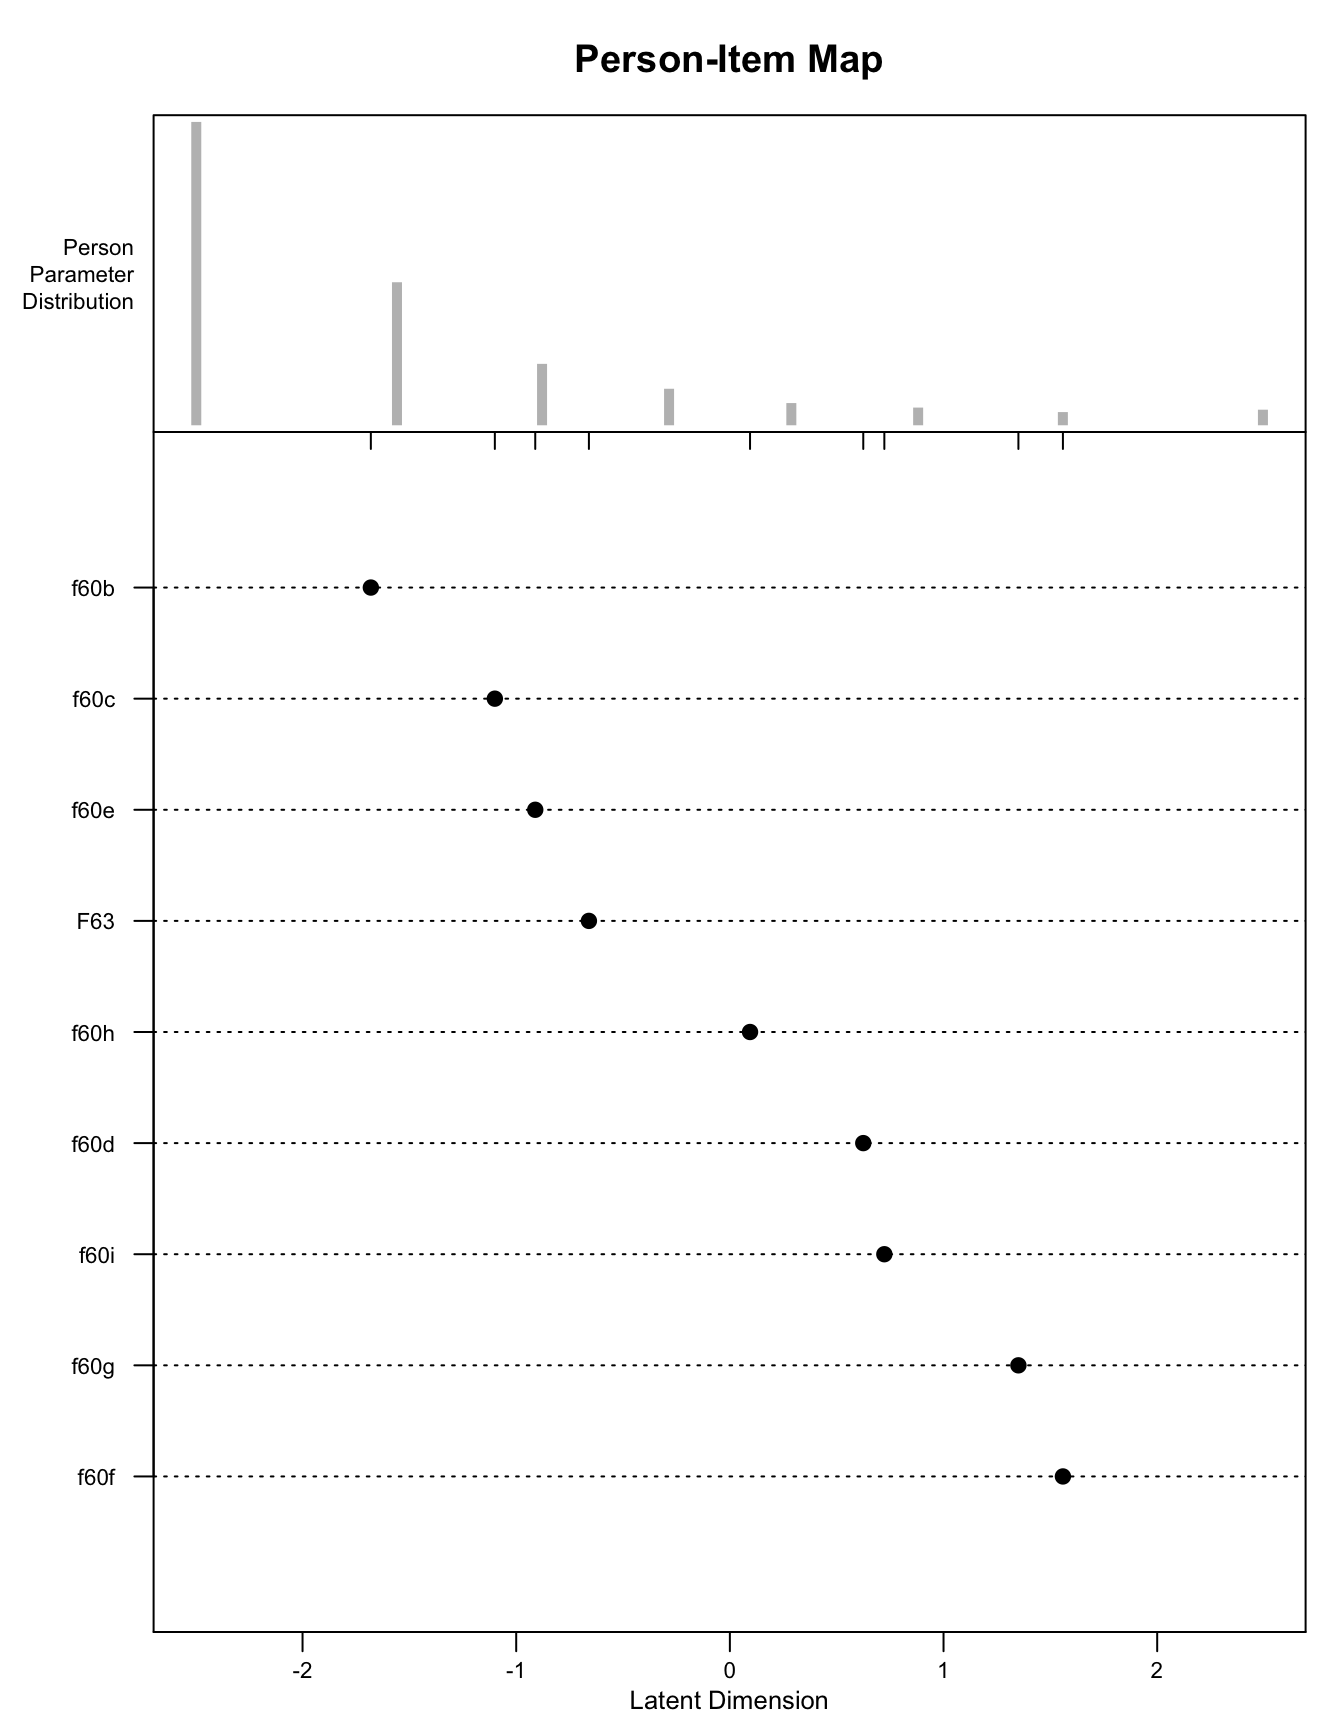 Person-Item Map
Person
Parameter
Distribution
f60b
f60c
f60e
F63
f60h
f60d
f60i
f60g
f60f
-2 -1 0 1 2
Latent Dimension